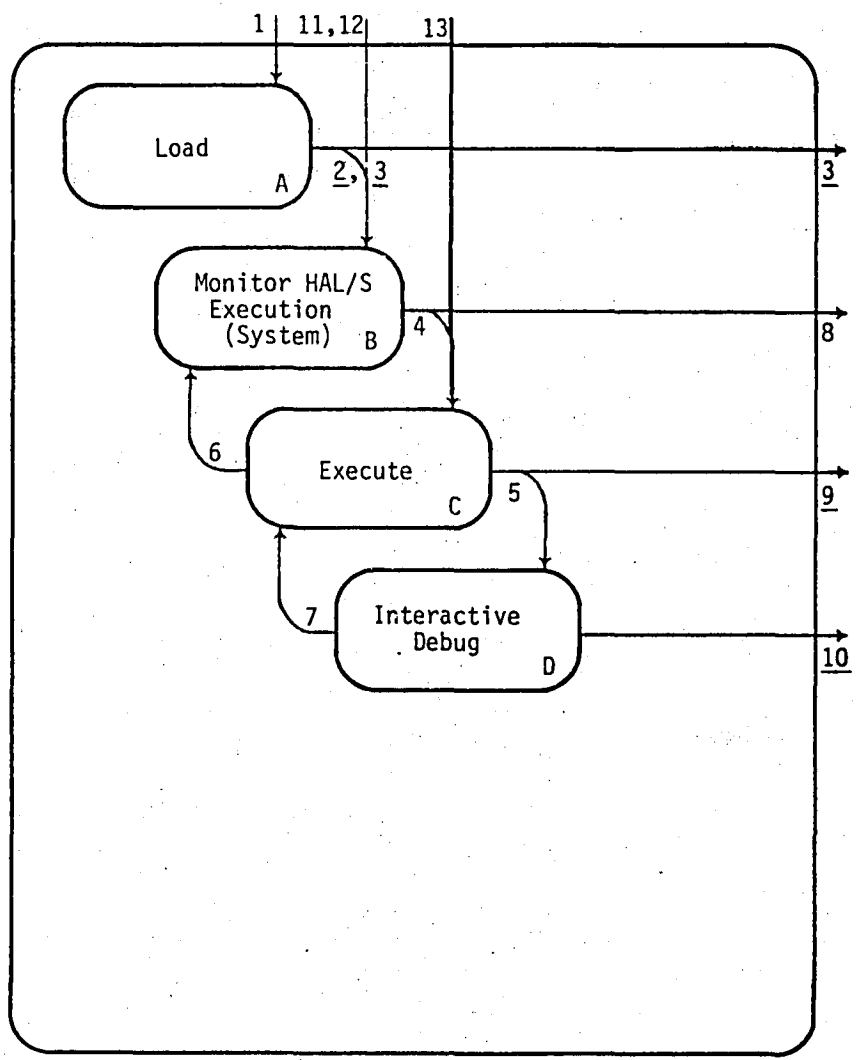 1 11,12 13
Load
A
2, 3
3
Monitor HAL/S
Execution
(System)
B
4
8
6
Execute
C
5
9
7
Interactive
Debug
D
10